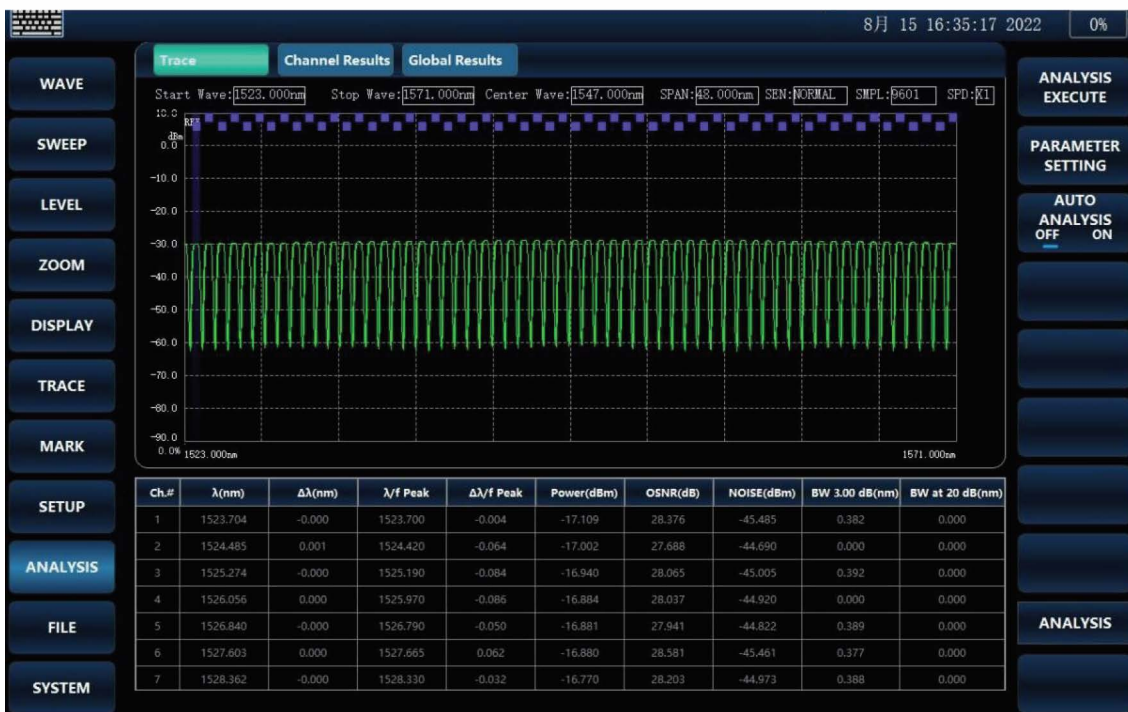 8月 15 16:35:17 2022 0%
Trace Channel Results Global Results
Start Wave:1523.000nm Stop Wave:1571.000nm Center Wave:1547.000nm SPAN:48.000nm SEN:NORMAL SMPL:9601 SPD:X1
10.0
REF
dBm
0.0
-10.0
-20.0
-30.0
-40.0
-50.0
-60.0
-70.0
-80.0
-90.0
0.0% 1523.000nm 1571.000nm
WAVE
SWEEP
LEVEL
ZOOM
DISPLAY
TRACE
MARK
SETUP
ANALYSIS
FILE
SYSTEM
Ch.# λ(nm) Δλ(nm) λ/f Peak Δλ/f Peak Power(dBm) OSNR(dB) NOISE(dBm) BW 3.00 dB(nm) BW at 20 dB(nm)
1 1523.704 -0.000 1523.700 -0.004 -17.109 28.376 -45.485 0.382 0.000
2 1524.485 0.001 1524.420 -0.064 -17.002 27.688 -44.690 0.000 0.000
3 1525.274 -0.000 1525.190 -0.084 -16.940 28.065 -45.005 0.392 0.000
4 1526.056 0.000 1525.970 -0.086 -16.884 28.037 -44.920 0.000 0.000
5 1526.840 -0.000 1526.790 -0.050 -16.881 27.941 -44.822 0.389 0.000
6 1527.603 0.000 1527.665 0.062 -16.880 28.581 -45.461 0.377 0.000
7 1528.362 -0.000 1528.330 -0.032 -16.770 28.203 -44.973 0.388 0.000
ANALYSIS
EXECUTE
PARAMETER
SETTING
AUTO
ANALYSIS
OFF ON
ANALYSIS